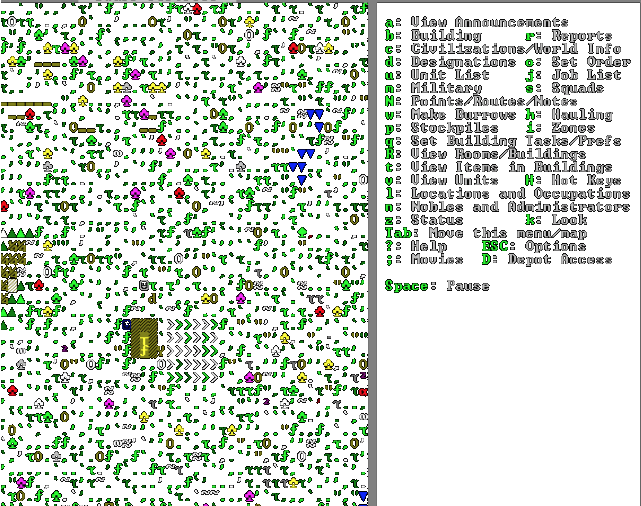 a: View Announcements
b: Building r: Reports
c: Civilizations/World Info
d: Designations o: Set Order
u: Unit List j: Job List
m: Military s: Squads
N: Points/Routes/Notes
w: Make Burrows h: Hauling
p: Stockpiles i: Zones
q: Set Building Tasks/Prefs
R: View Rooms/Buildings
t: View Items in Buildings
v: View Units H: Hot Keys
l: Locations and Occupations
n: Nobles and Administrators
z: Status k: Look
Tab: Move this menu/map
?: Help ESC: Options
;: Movies D: Depot Access
Space: Pause